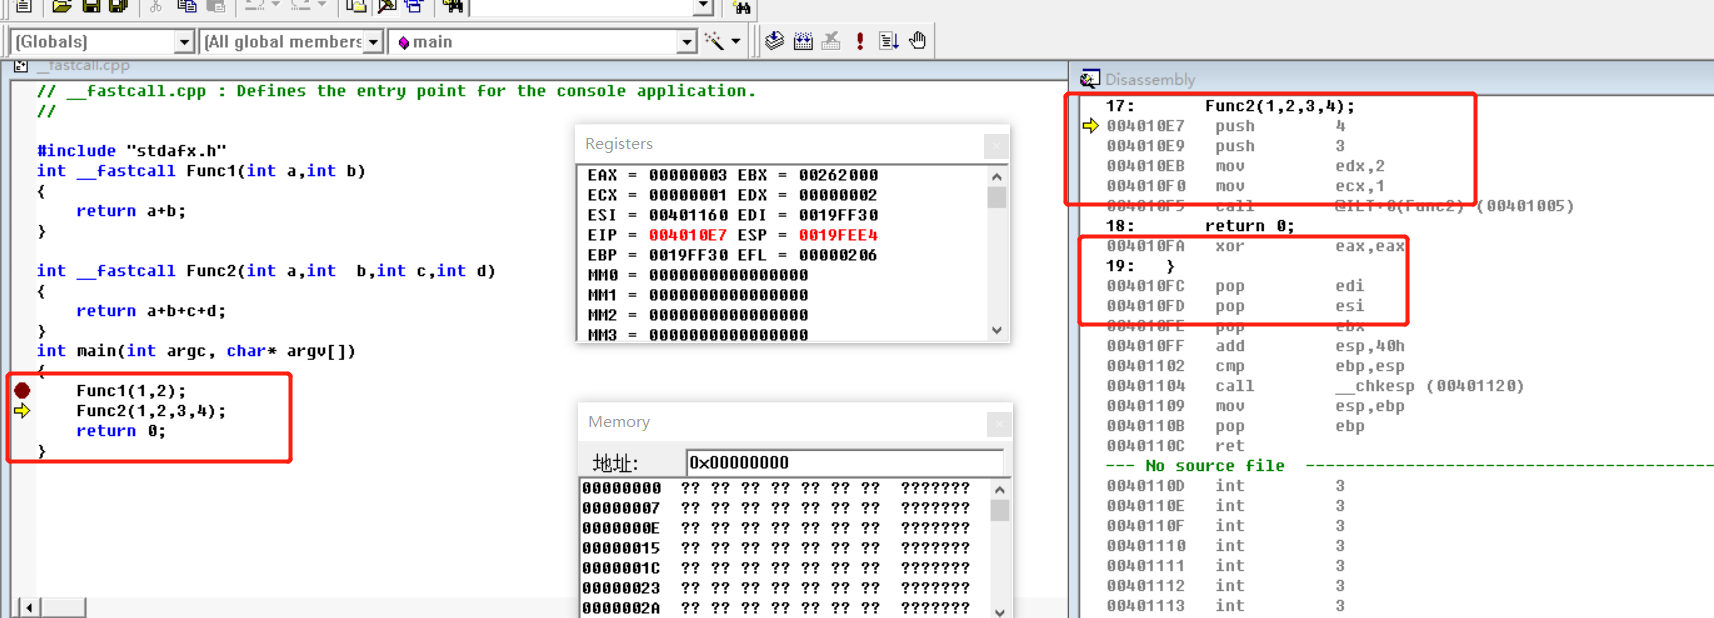 (Globals)
(All global members
main
__fastcall.cpp
// __fastcall.cpp : Defines the entry point for the console application.
//
#include "stdafx.h"
int __fastcall Func1(int a,int b)
{
return a+b;
}
int __fastcall Func2(int a,int  b,int c,int d)
{
return a+b+c+d;
}
int main(int argc, char* argv[])
{
Func1(1,2);
Func2(1,2,3,4);
return 0;
}
Registers
EAX = 00000003 EBX = 00262000
ECX = 00000001 EDX = 00000002
ESI = 00401160 EDI = 0019FF30
EIP = 004010E7 ESP = 0019FEE4
EBP = 0019FF30 EFL = 00000206
MM0 = 0000000000000000
MM1 = 0000000000000000
MM2 = 0000000000000000
MM3 = 0000000000000000
Memory
地址: 0x00000000
00000000 ?? ?? ?? ?? ?? ?? ?? ???????
00000007 ?? ?? ?? ?? ?? ?? ?? ???????
0000000E ?? ?? ?? ?? ?? ?? ?? ???????
00000015 ?? ?? ?? ?? ?? ?? ?? ???????
0000001C ?? ?? ?? ?? ?? ?? ?? ???????
00000023 ?? ?? ?? ?? ?? ?? ?? ???????
0000002A ?? ?? ?? ?? ?? ?? ?? ???????
Disassembly
17: Func2(1,2,3,4);
004010E7 push 4
004010E9 push 3
004010EB mov edx,2
004010F0 mov ecx,1
004010F5 call @ILT+0(Func2) (00401005)
18: return 0;
004010FA xor eax,eax
19: }
004010FC pop edi
004010FD pop esi
004010FE pop ebx
004010FF add esp,40h
00401102 cmp ebp,esp
00401104 call __chkesp (00401120)
00401109 mov esp,ebp
0040110B pop ebp
0040110C ret
--- No source file ---------------------------------------
0040110D int 3
0040110E int 3
0040110F int 3
00401110 int 3
00401111 int 3
00401112 int 3
00401113 int 3